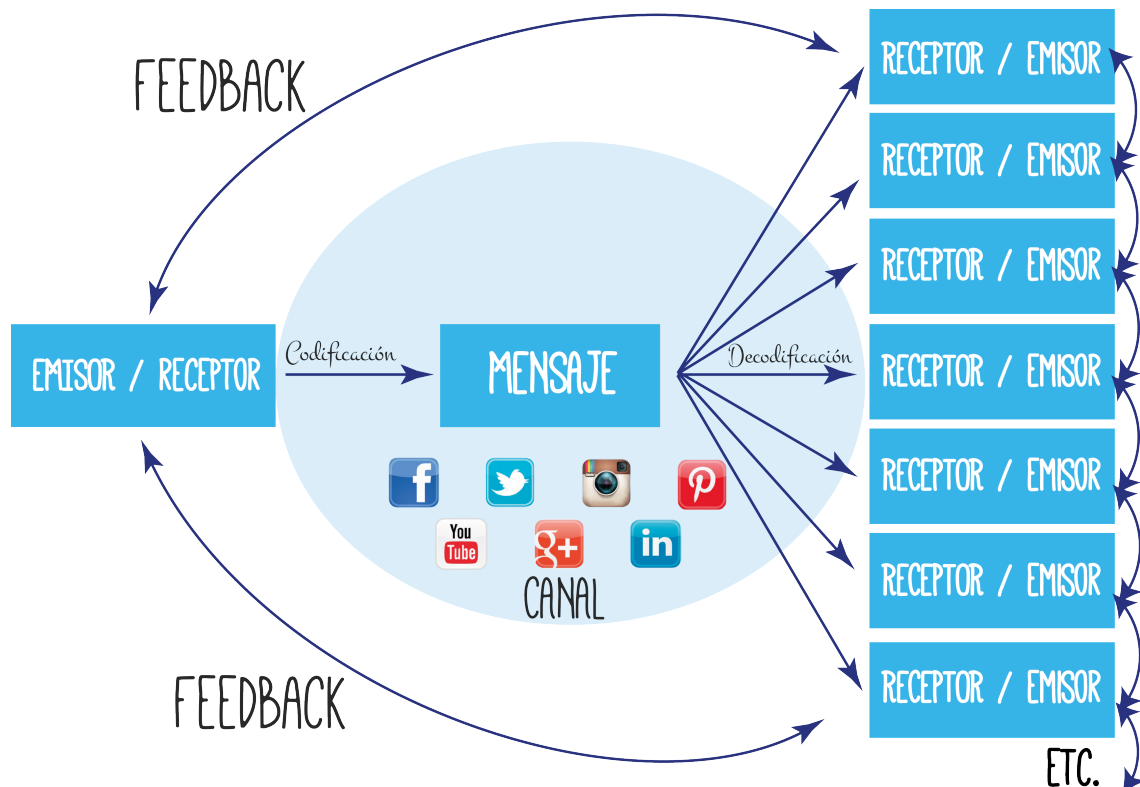 FEEDBACK
EMISOR / RECEPTOR
Codificación
MENSAJE
Decodificación
f
You
Tube
g+
in
CANAL
FEEDBACK
RECEPTOR / EMISOR
RECEPTOR / EMISOR
RECEPTOR / EMISOR
RECEPTOR / EMISOR
RECEPTOR / EMISOR
RECEPTOR / EMISOR
RECEPTOR / EMISOR
ETC.